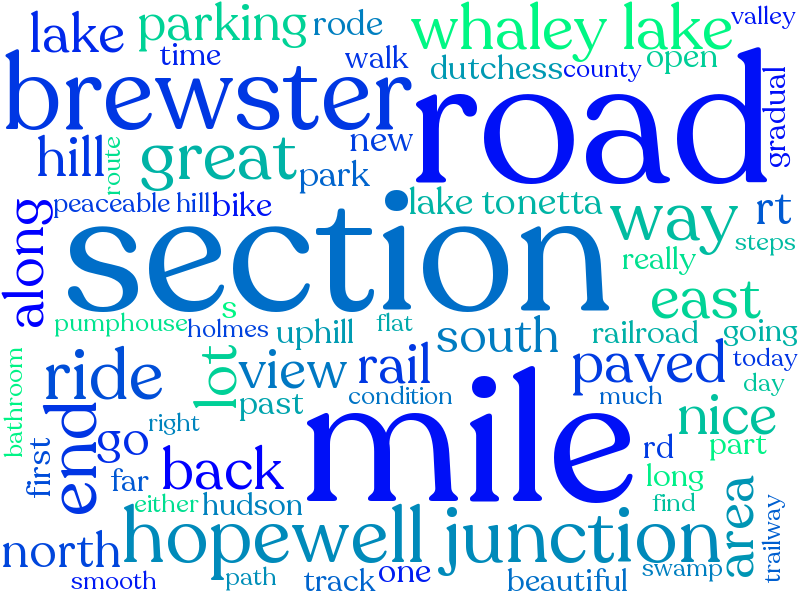 lake
parking
rode
whaley lake
valley
time
walk
dutchess
county
open
brewster
road
gradual
hill
route
great
new
park
peaceable hill
bike
lake tonetta
way
rt
steps
along
section
really
east
pumphouse
s
holmes
uphill
flat
south
railroad
going
bathroom
ride
lot
view
rail
paved
today
day
past
condition
much
nice
end
right
mile
first
go
back
rd
part
far
long
either
hudson
find
area
trailway
north
hopewell junction
swamp
smooth
path
track
one
beautiful